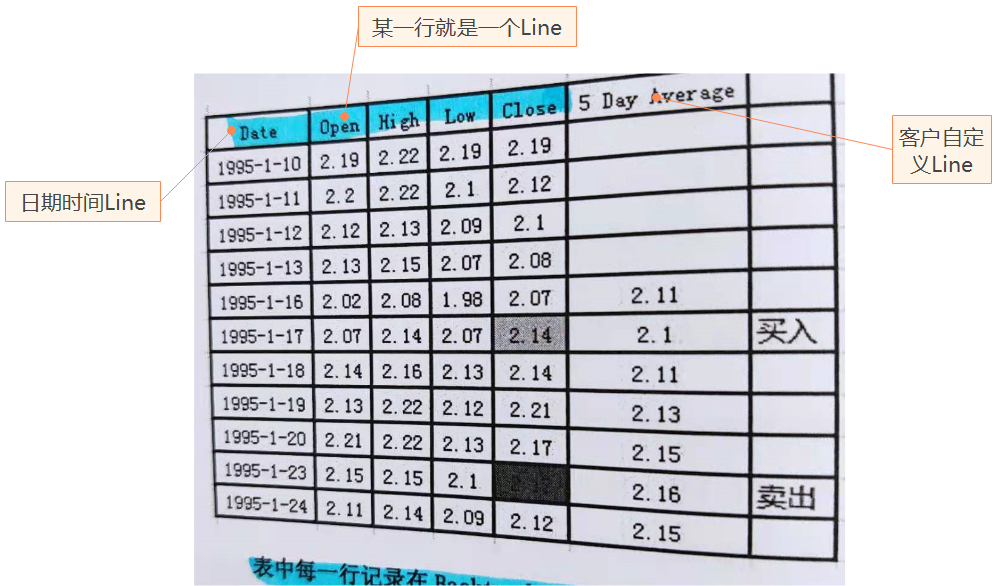 某一行就是一个Line
客户自定
义Line
日期时间Line
Date Open High Low Close 5 Day Average
1995-1-10 2.19 2.22 2.19 2.19
1995-1-11 2.2 2.22 2.1 2.12
1995-1-12 2.12 2.13 2.09 2.1
1995-1-13 2.13 2.15 2.07 2.08
1995-1-16 2.02 2.08 1.98 2.07 2.11
1995-1-17 2.07 2.14 2.07 2.14 2.1 买入
1995-1-18 2.14 2.16 2.13 2.14 2.11
1995-1-19 2.13 2.22 2.12 2.21 2.13
1995-1-20 2.21 2.22 2.13 2.17 2.15
1995-1-23 2.15 2.15 2.1 2.16 卖出
1995-1-24 2.11 2.14 2.09 2.12 2.15
表中每一行记录在